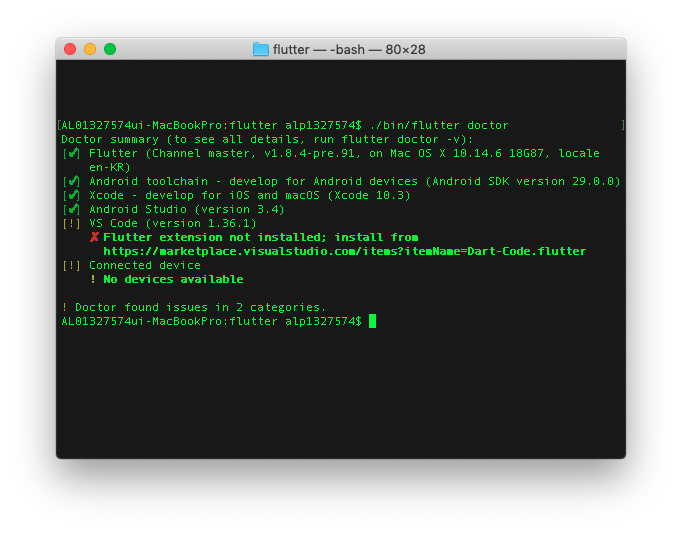 flutter — -bash — 80×28
[AL01327574ui-MacBookPro:flutter alp1327574$ ./bin/flutter doctor ]
Doctor summary (to see all details, run flutter doctor -v):
[✔] Flutter (Channel master, v1.8.4-pre.91, on Mac OS X 10.14.6 18G87, locale
en-KR)
[✔] Android toolchain - develop for Android devices (Android SDK version 29.0.0)
[✔] Xcode - develop for iOS and macOS (Xcode 10.3)
[✔] Android Studio (version 3.4)
[!] VS Code (version 1.36.1)
✘ Flutter extension not installed; install from
https://marketplace.visualstudio.com/items?itemName=Dart-Code.flutter
[!] Connected device
! No devices available
! Doctor found issues in 2 categories.
AL01327574ui-MacBookPro:flutter alp1327574$